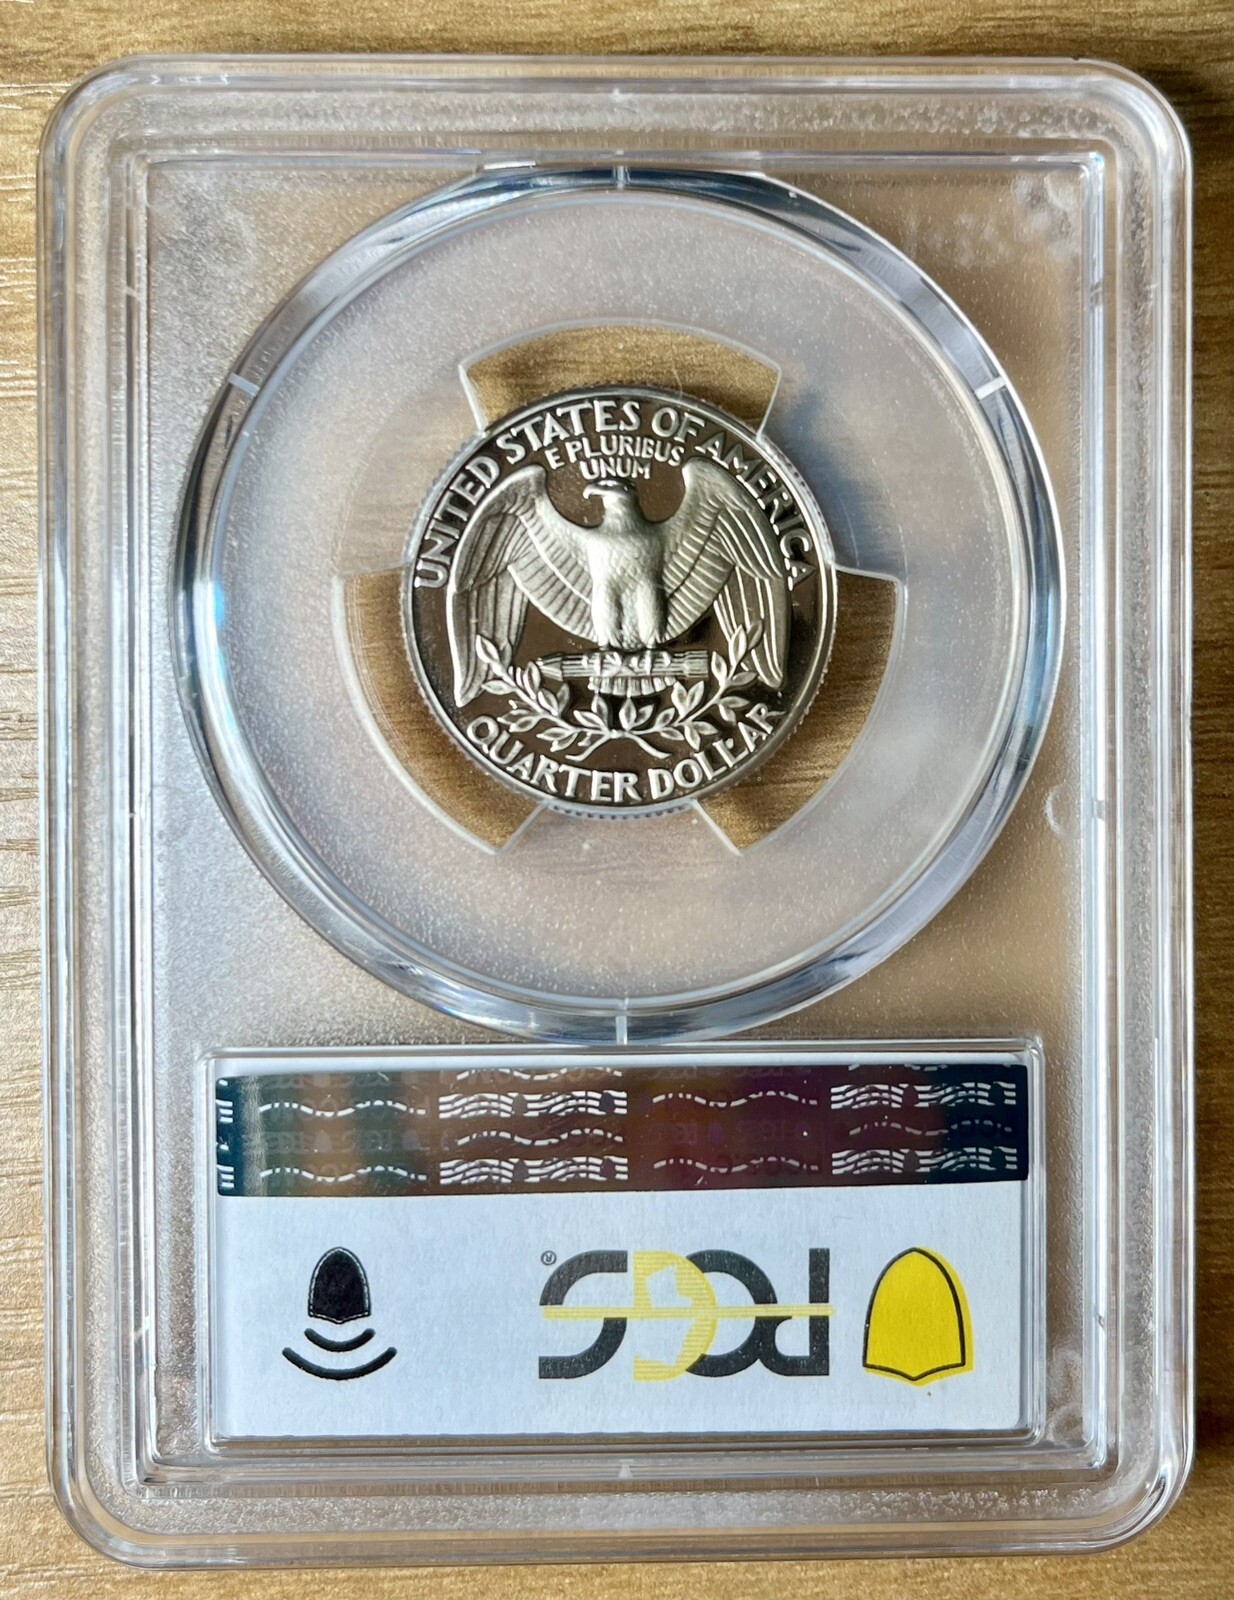 UNITED STATES OF AMERICA
E PLURIBUS
UNUM
QUARTER DOLLAR
PCGS®